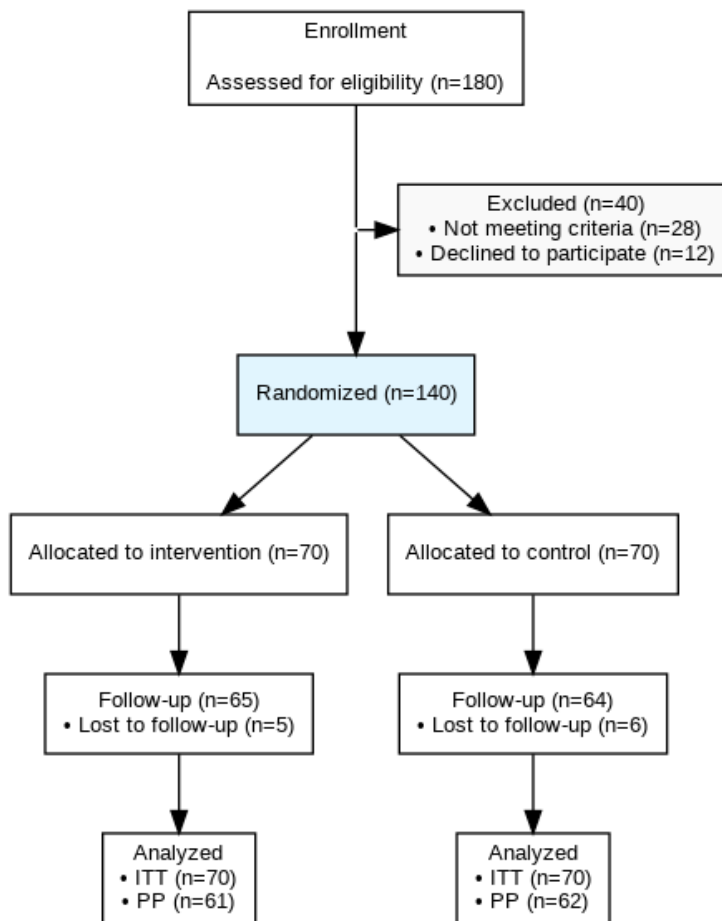 Enrollment
Assessed for eligibility (n=180)
Excluded (n=40)
• Not meeting criteria (n=28)
• Declined to participate (n=12)
Randomized (n=140)
Allocated to intervention (n=70)
Allocated to control (n=70)
Follow-up (n=65)
• Lost to follow-up (n=5)
Follow-up (n=64)
• Lost to follow-up (n=6)
Analyzed
• ITT (n=70)
• PP (n=61)
Analyzed
• ITT (n=70)
• PP (n=62)